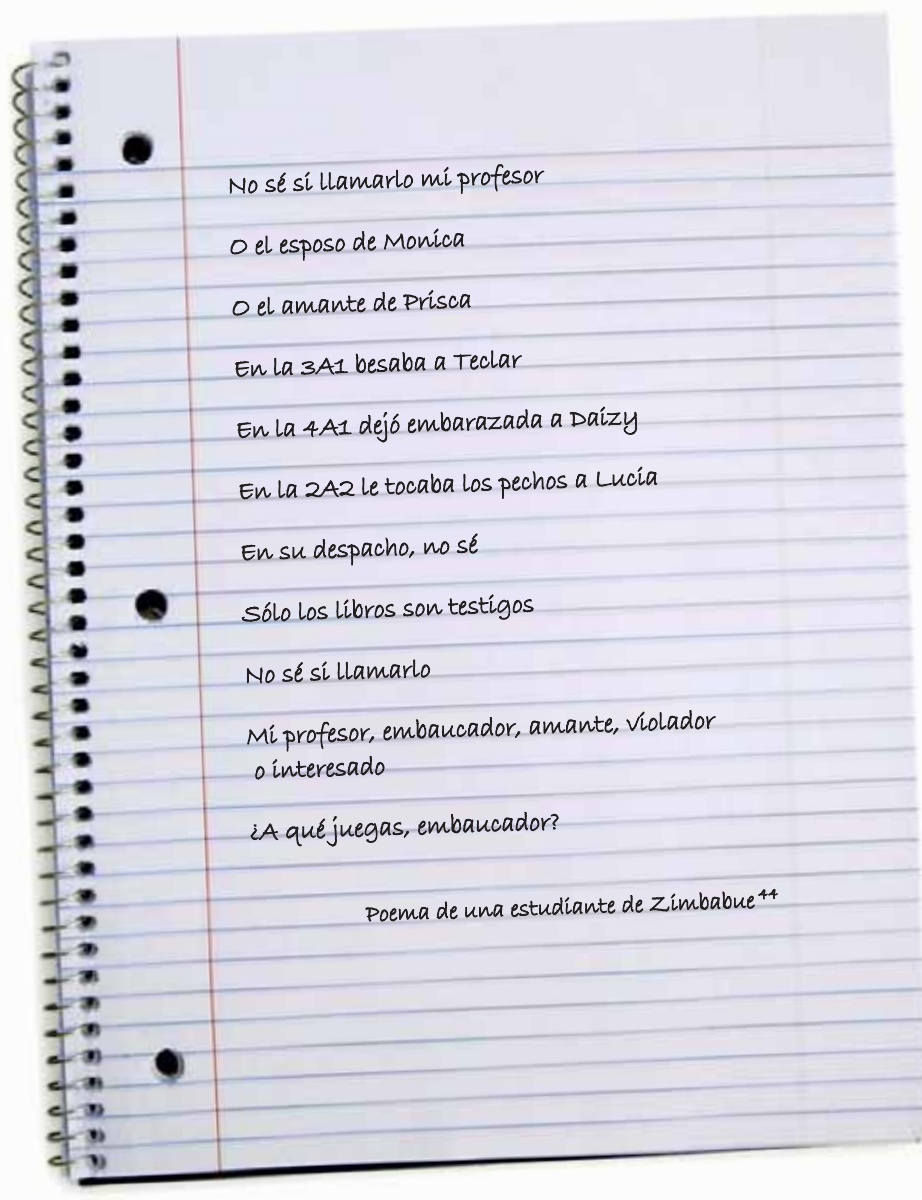 No sé si llamarlo mi profesor
O el esposo de Monica
O el amante de Prisca
En la 3A1 besaba a Teclar
En la 4A1 dejó embarazada a Daizy
En la 2A2 le tocaba los pechos a Lucía
En su despacho, no sé
Sólo los libros son testigos
No sé si llamarlo
Mi profesor, embaucador, amante, violador
o interesado
¿A qué juegas, embaucador?
Poema de una estudiante de Zimbabue⁴⁴